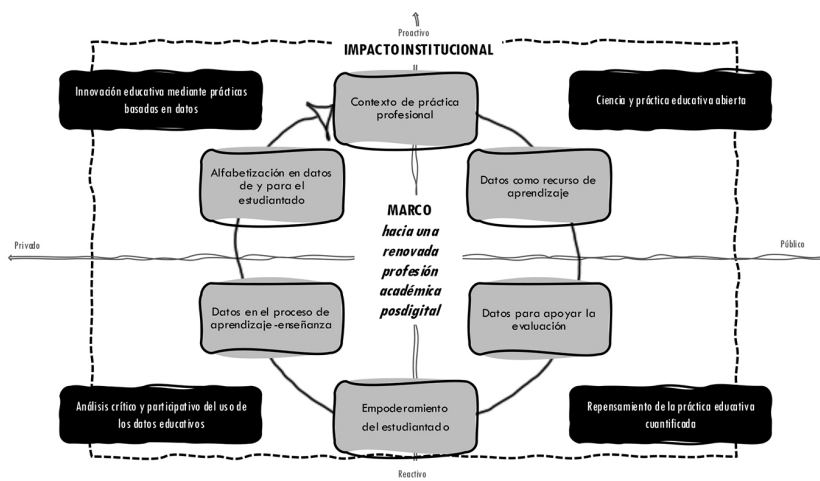 Proactivo
IMPACTO INSTITUCIONAL
Innovación educativa mediante prácticas
basadas en datos
Contexto de práctica
profesional
Ciencia y práctica educativa abierta
Alfabetización en datos
de y para el
estudiantado
Datos como recurso de
aprendizaje
MARCO
hacia una
renovada
profesión
académica
posdigital
Privado
Público
Datos en el proceso de
aprendizaje-enseñanza
Datos para apoyar la
evaluación
Análisis crítico y participativo del uso de
los datos educativos
Empoderamiento
del estudiantado
Repensamiento de la práctica educativa
cuantificada
Reactivo